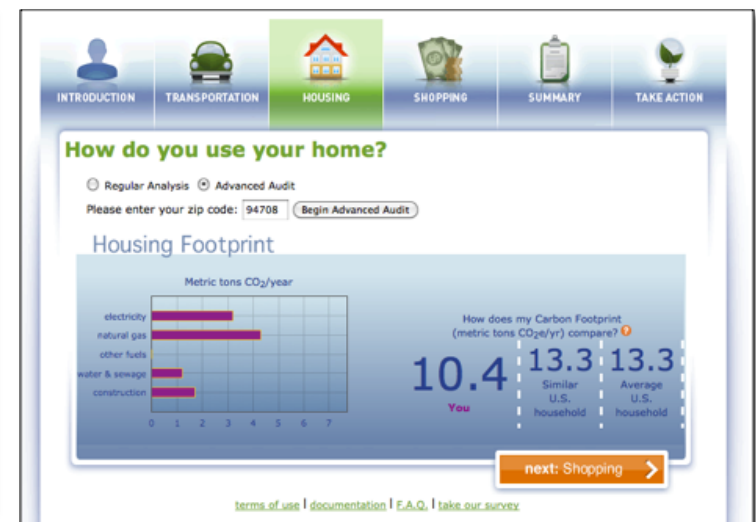 INTRODUCTION TRANSPORTATION HOUSING SHOPPING SUMMARY TAKE ACTION
How do you use your home?
Regular Analysis Advanced Audit
Please enter your zip code: 94708 Begin Advanced Audit
Housing Footprint
Metric tons CO2/year
electricity
natural gas
other fuels
water & sewage
construction
0 1 2 3 4 5 6 7
How does my Carbon Footprint
(metric tons CO2e/yr) compare? ?
10.4 13.3 13.3
You Similar Average
U.S. U.S.
household household
next: Shopping
terms of use | documentation | F.A.Q. | take our survey